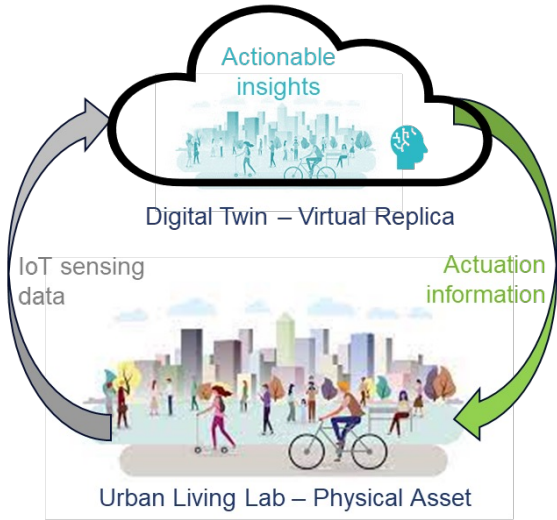 Actionable
insights
Digital Twin – Virtual Replica
IoT sensing
data
Actuation
information
Urban Living Lab – Physical Asset